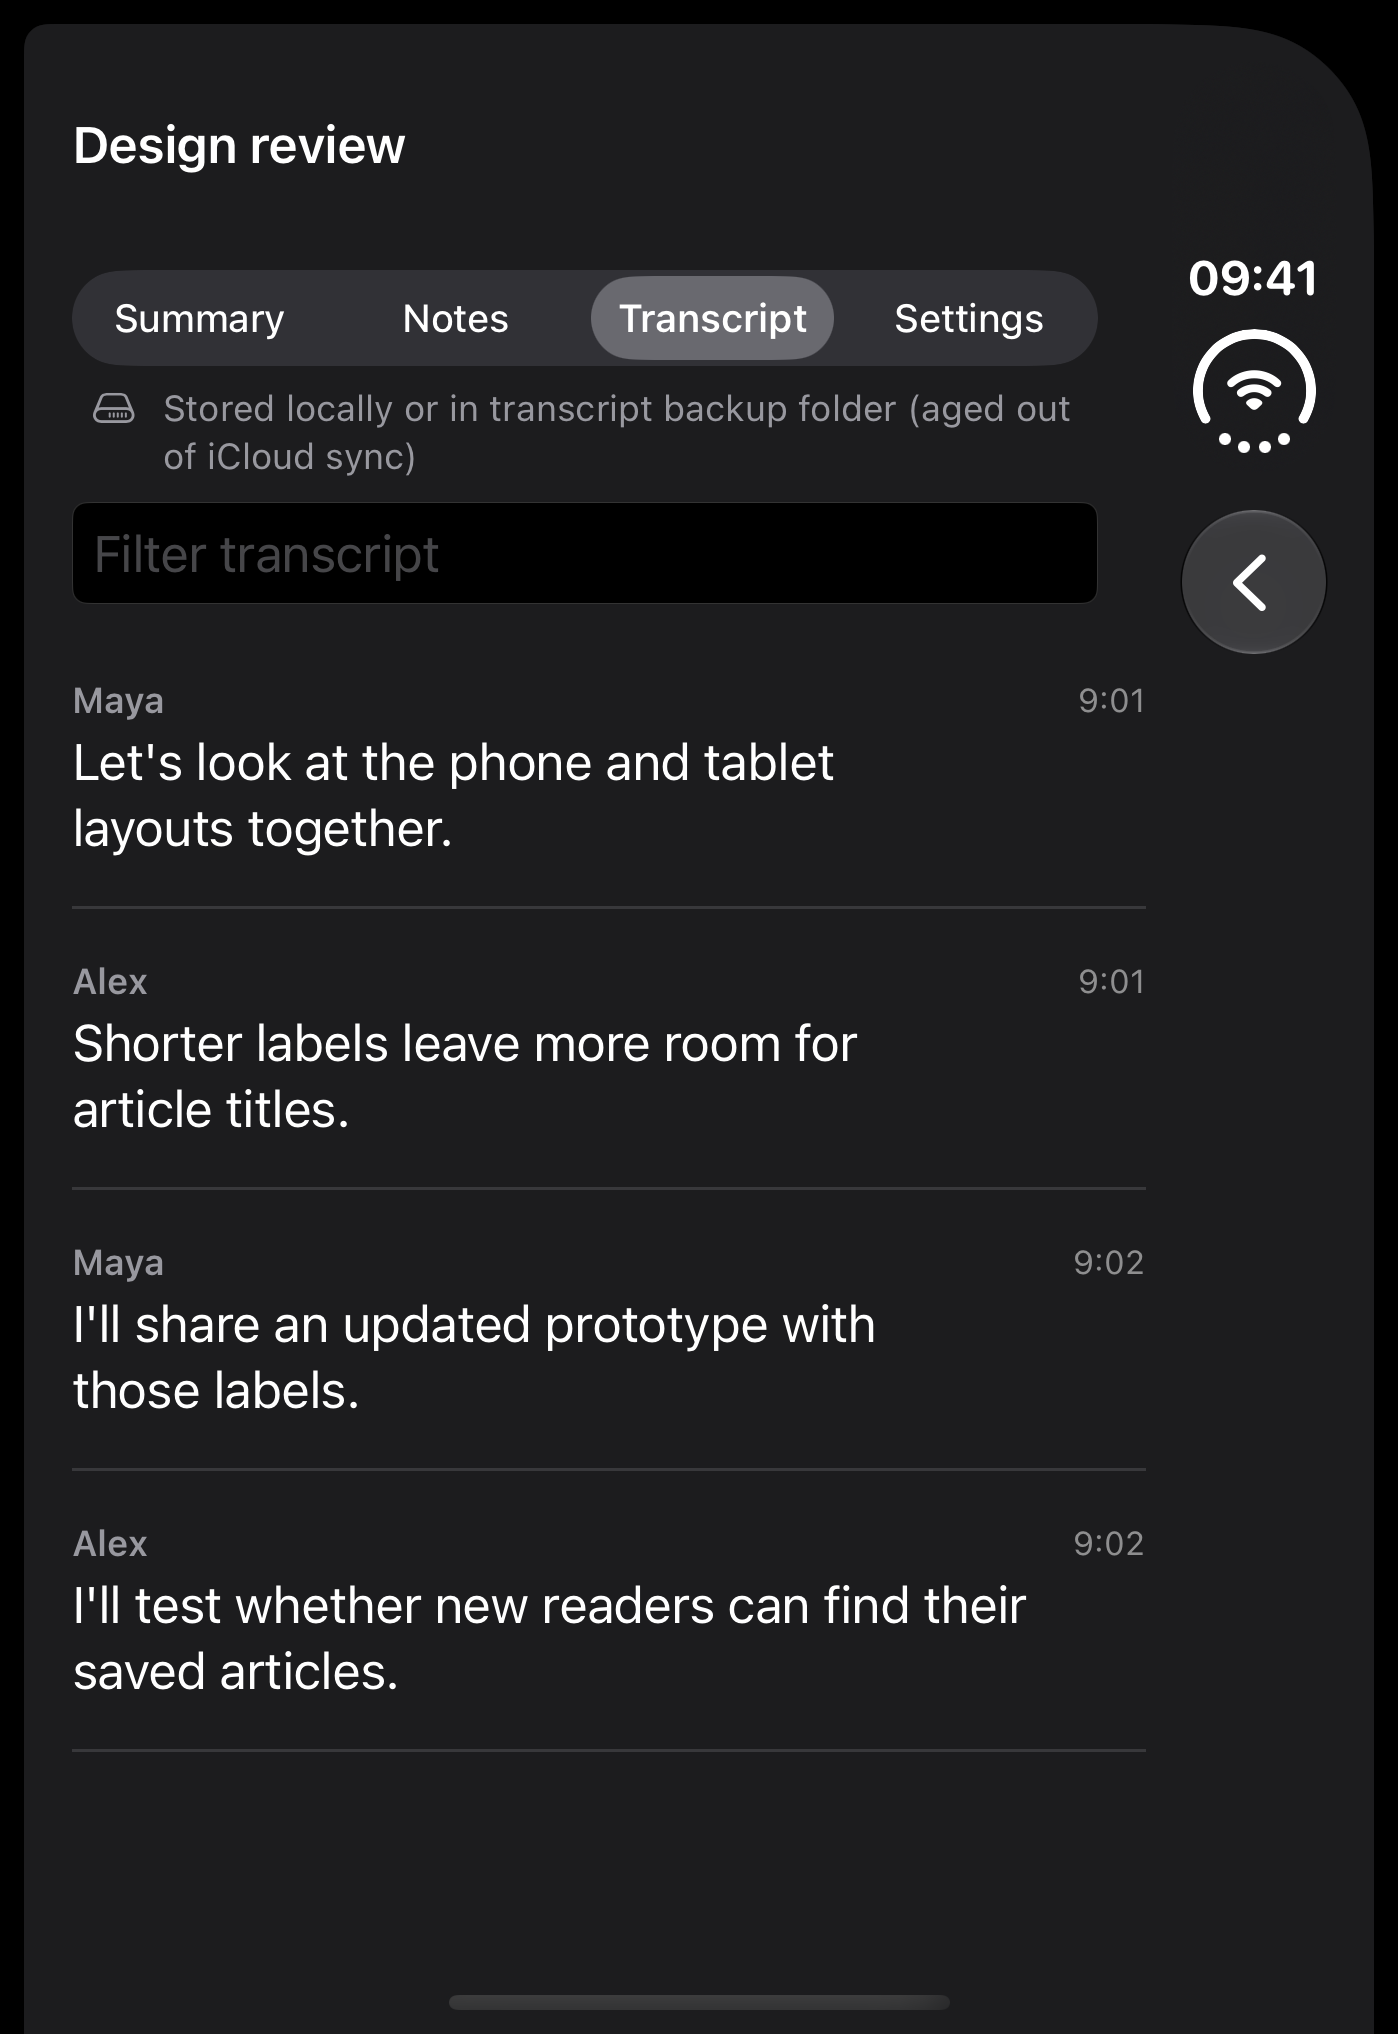 Design review
09:41
Summary Notes Transcript Settings
Stored locally or in transcript backup folder (aged out
of iCloud sync)
Filter transcript
Maya 9:01
Let's look at the phone and tablet
layouts together.
Alex 9:01
Shorter labels leave more room for
article titles.
Maya 9:02
I'll share an updated prototype with
those labels.
Alex 9:02
I'll test whether new readers can find their
saved articles.